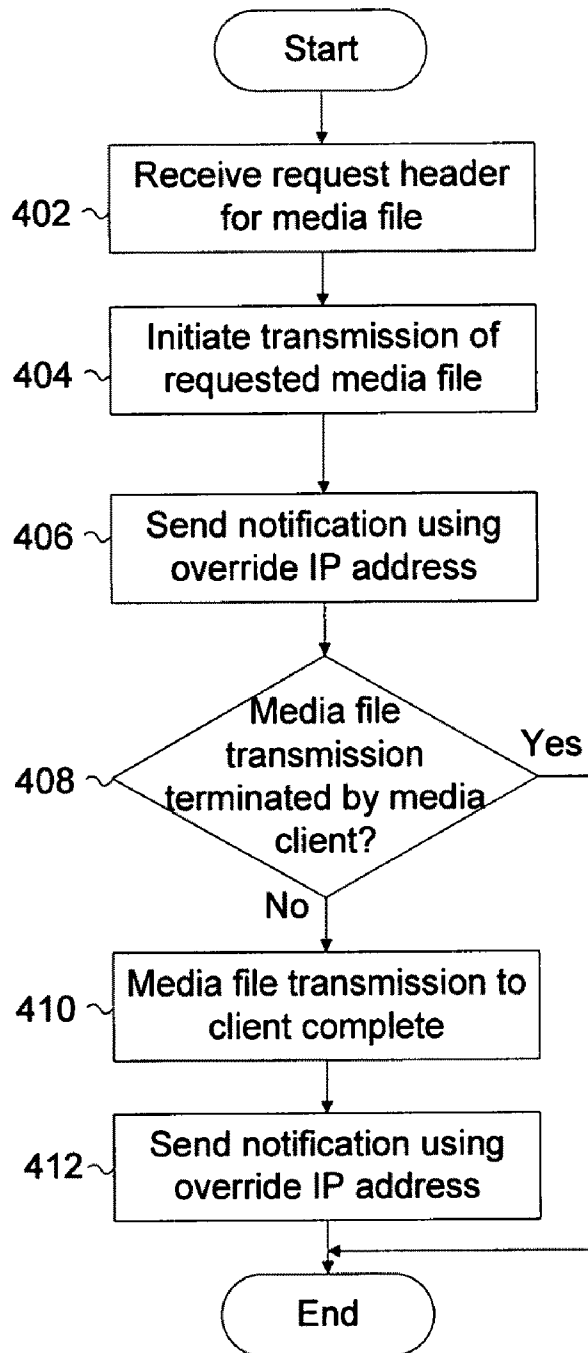 Start
402
Receive request header
for media file
404
Initiate transmission of
requested media file
406
Send notification using
override IP address
408
Media file
transmission
terminated by media
client?
Yes
No
410
Media file transmission to
client complete
412
Send notification using
override IP address
End